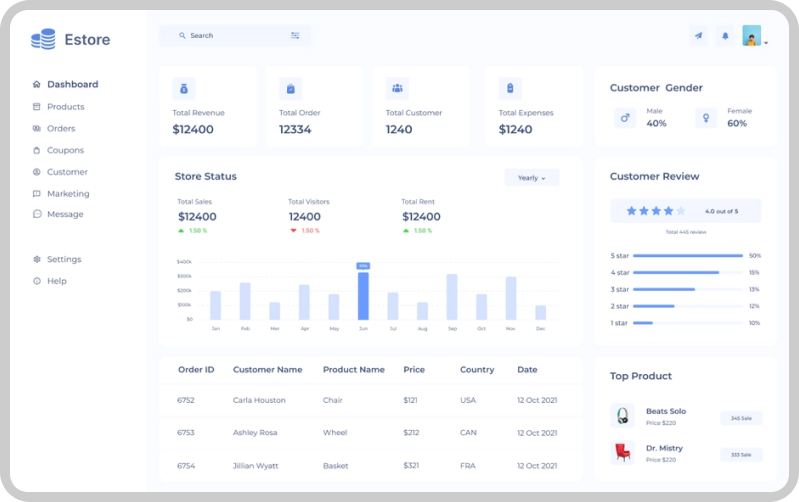 Estore
Search
Dashboard
Products
Orders
Coupons
Customer
Marketing
Message
Settings
Help
Total Revenue
$12400
Total Order
12334
Total Customer
1240
Total Expenses
$1240
Customer Gender
Male
40%
Female
60%
Store Status
Yearly
Total Sales
$12400
1.50 %
Total Visitors
12400
1.50 %
Total Rent
$12400
1.50 %
$400k
$300k
$200k
$100k
$0
Jan Feb Mar Apr May Jun Jul Aug Sep Oct Nov Dec
Customer Review
4.0 out of 5
Total 445 review
5 star 50%
4 star 15%
3 star 13%
2 star 12%
1 star 10%
Order ID Customer Name Product Name Price Country Date
6752 Carla Houston Chair $121 USA 12 Oct 2021
6753 Ashley Rosa Wheel $212 CAN 12 Oct 2021
6754 Jillian Wyatt Basket $321 FRA 12 Oct 2021
Top Product
Beats Solo
Price $220
345 Sale
Dr. Mistry
Price $220
333 Sale